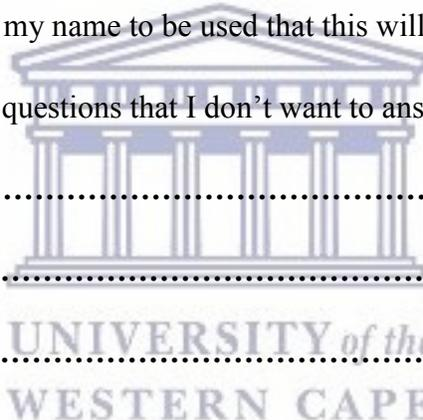 my name to be used that this will
questions that I don’t want to ans
................................................
................................................
................................................
UNIVERSITY of the
WESTERN CAPE